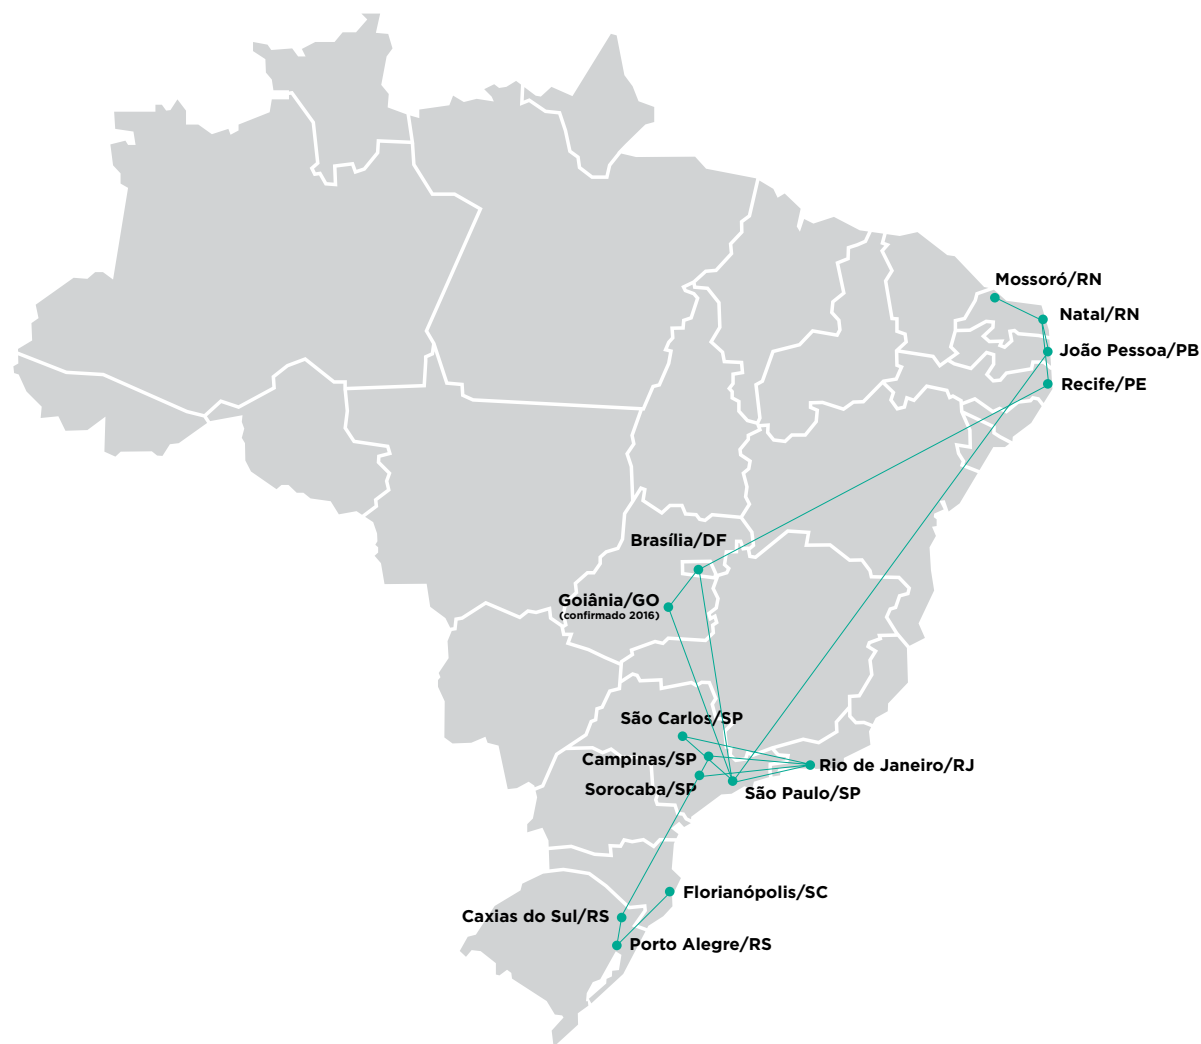 Mossoró/RN
Natal/RN
João Pessoa/PB
Recife/PE
Brasília/DF
Goiânia/GO
(confirmado 2016)
São Carlos/SP
Campinas/SP
Rio de Janeiro/RJ
Sorocaba/SP
São Paulo/SP
Florianópolis/SC
Caxias do Sul/RS
Porto Alegre/RS